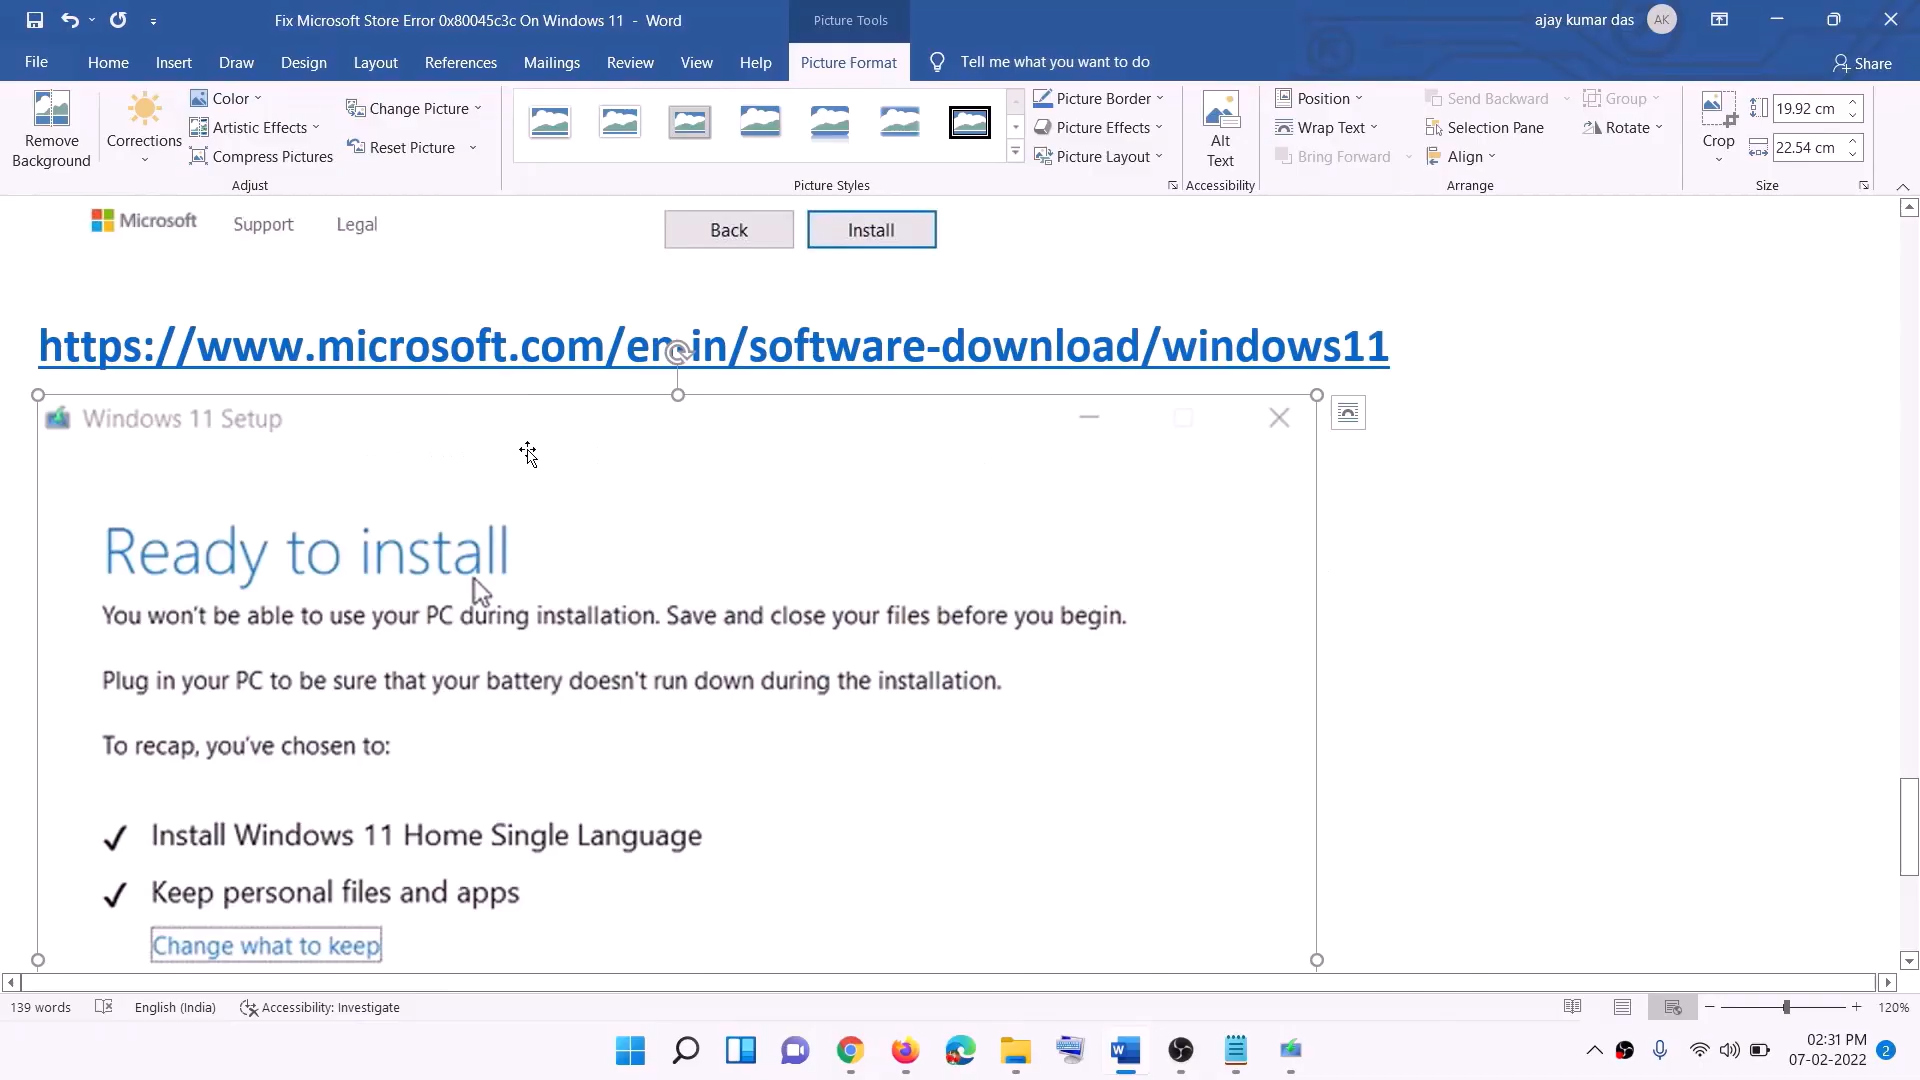 Fix Microsoft Store Error 0x80045c3c On Windows 11 - Word
Picture Tools
ajay kumar das
AK
File
Home
Insert
Draw
Design
Layout
References
Mailings
Review
View
Help
Picture Format
Tell me what you want to do
Share
Remove Background
Corrections
Color
Artistic Effects
Compress Pictures
Change Picture
Reset Picture
Adjust
Picture Styles
Picture Border
Picture Effects
Picture Layout
Alt Text
Accessibility
Position
Wrap Text
Bring Forward
Send Backward
Selection Pane
Align
Group
Rotate
Arrange
Crop
19.92 cm
22.54 cm
Size
Microsoft
Support
Legal
Back
Install
https://www.microsoft.com/en-in/software-download/windows11
Windows 11 Setup
Ready to install
You won't be able to use your PC during installation. Save and close your files before you begin.
Plug in your PC to be sure that your battery doesn't run down during the installation.
To recap, you've chosen to:
✓ Install Windows 11 Home Single Language
✓ Keep personal files and apps
Change what to keep
139 words
English (India)
Accessibility: Investigate
120%
02:31 PM
07-02-2022
2